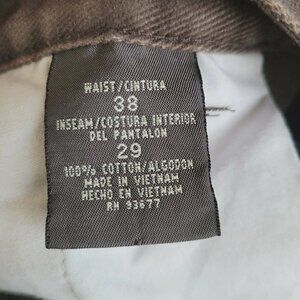 WAIST/CINTURA
38
INSEAM/COSTURA INTERIOR
DEL PANTALON
29
100% COTTON/ALGODON
MADE IN VIETNAM
HECHO EN VIETNAM
RN 93677